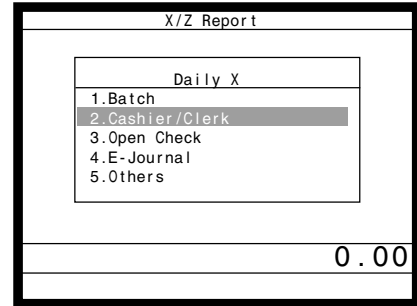 X/Z Report
Daily X
1.Batch
2.Cashier/Clerk
3.Open Check
4.E-Journal
5.Others
0.00